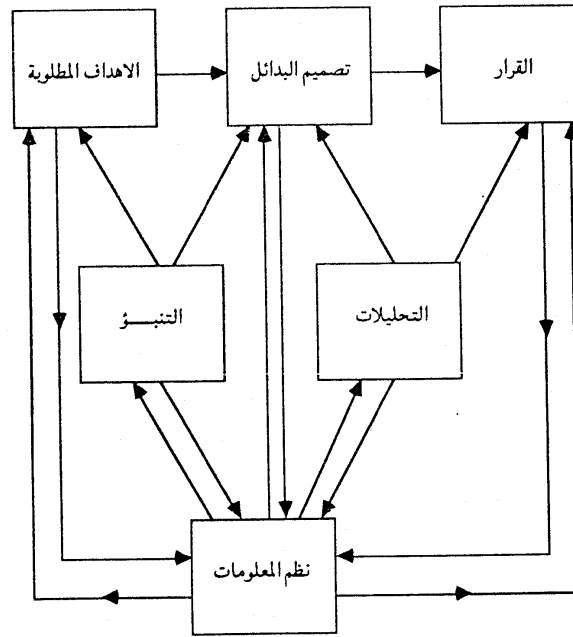 القرار
تصميم البدائل
الاهداف المطلوبة
التحليلات
التنبـــؤ
نظم المعلومات